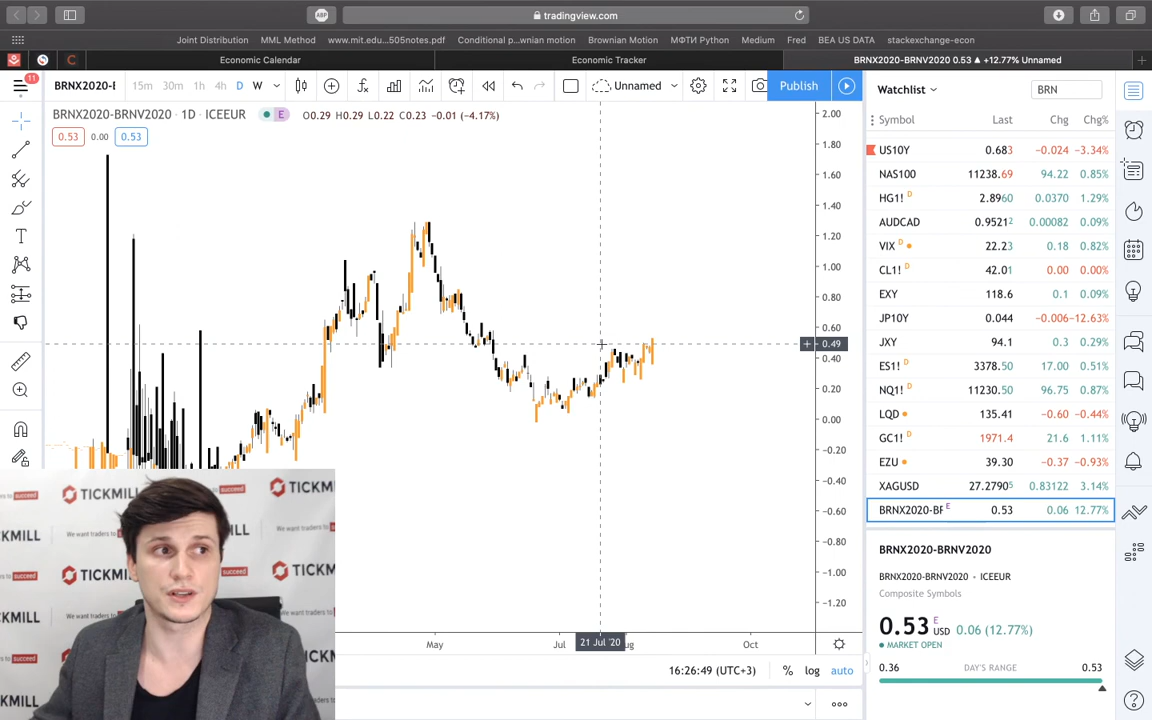 ABP
tradingview.com
Joint Distribution
MML Method
www.mit.edu...505notes.pdf
Conditional p...wnian motion
Brownian Motion
МФТИ Python
Medium
Fred
BEA US DATA
stackexchange-econ
Economic Calendar
Economic Tracker
BRNX2020-BRNV2020 0.53 ▲ +12.77% Unnamed
11
BRNX2020-E
15m 30m 1h 4h D W
Unnamed
Publish
BRNX2020-BRNV2020 · 1D · ICEEUR
E
O0.29 H0.29 L0.22 C0.23 −0.01 (−4.17%)
0.53 0.00 0.53
2.00
1.80
1.60
1.40
1.20
1.00
0.80
0.60
0.49
0.40
0.20
0.00
−0.20
−0.40
−0.60
−0.80
−1.00
−1.20
May
Jul
21 Jul '20
ug
Oct
16:26:49 (UTC+3)
% log auto
Watchlist
BRN
Symbol Last Chg Chg%
US10Y 0.683 −0.024 −3.34%
NAS100 11238.69 94.22 0.85%
HG1! D 2.8960 0.0370 1.29%
AUDCAD 0.95212 0.00082 0.09%
VIX D 22.23 0.18 0.82%
CL1! D 42.01 0.00 0.00%
EXY 118.6 0.1 0.09%
JP10Y 0.044 −0.006 −12.63%
JXY 94.1 0.3 0.29%
ES1! D 3378.50 17.00 0.51%
NQ1! D 11230.50 96.75 0.87%
LQD 135.41 −0.60 −0.44%
GC1! D 1971.4 21.6 1.11%
EZU 39.30 −0.37 −0.93%
XAGUSD 27.27905 0.83122 3.14%
BRNX2020-BF E 0.53 0.06 12.77%
BRNX2020-BRNV2020
BRNX2020-BRNV2020 · ICEEUR
Composite Symbols
0.53 E USD 0.06 (12.77%)
MARKET OPEN
0.36 DAY'S RANGE 0.53
TICKMILL
We want traders to succeed
TICKMILL
TICKMILL